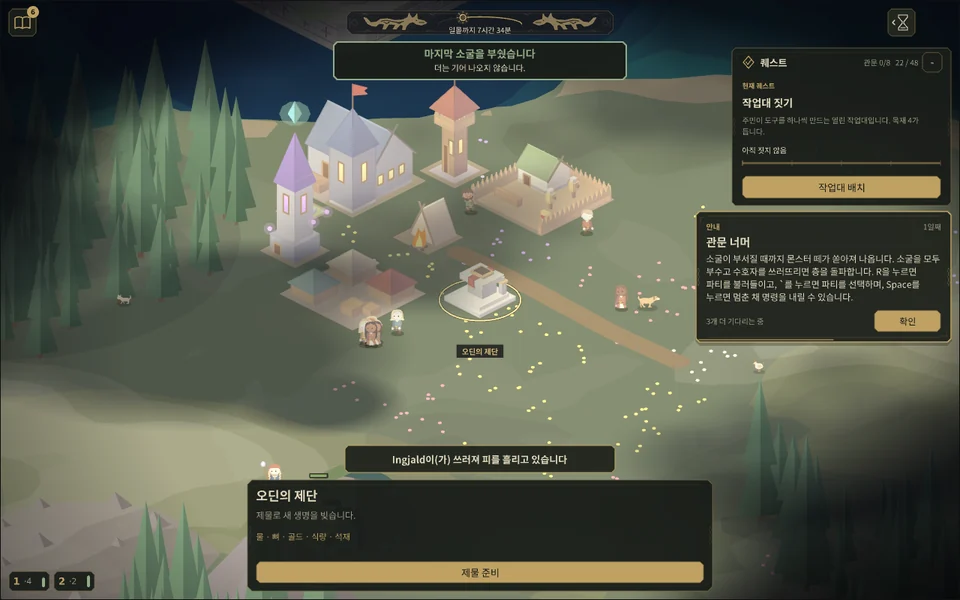 6
덜플까지 7시간 34분
마지막 소굴을 부쉈습니다
더는 기어 나오지 않습니다.
퀘스트
관문 0/8 22/48
-
현재 퀘스트
작업대 짓기
주민이 도구를 하나씩 만드는 열린 작업대입니다. 목재 4가
듭니다.
아직 짓지 않음
작업대 배치
안내
1일째
관문 너머
소굴이 부서질 때까지 몬스터 떼가 쏟아져 나옵니다. 소굴을 모두
부수고 수호자를 쓰러뜨리면 층을 돌파합니다. R을 누르면
파티를 불러들이고, `를 누르면 파티를 선택하며, Space를
누르면 멈춘 채 명령을 내릴 수 있습니다.
3개 더 기다리는 중
확인
오딘의 제단
Ingjald이(가) 쓰러져 피를 흘리고 있습니다
오딘의 제단
제물로 새 생명을 빚습니다.
물 · 뼈 · 골드 · 식량 · 석재
제물 준비
1 ·4
2 ·2